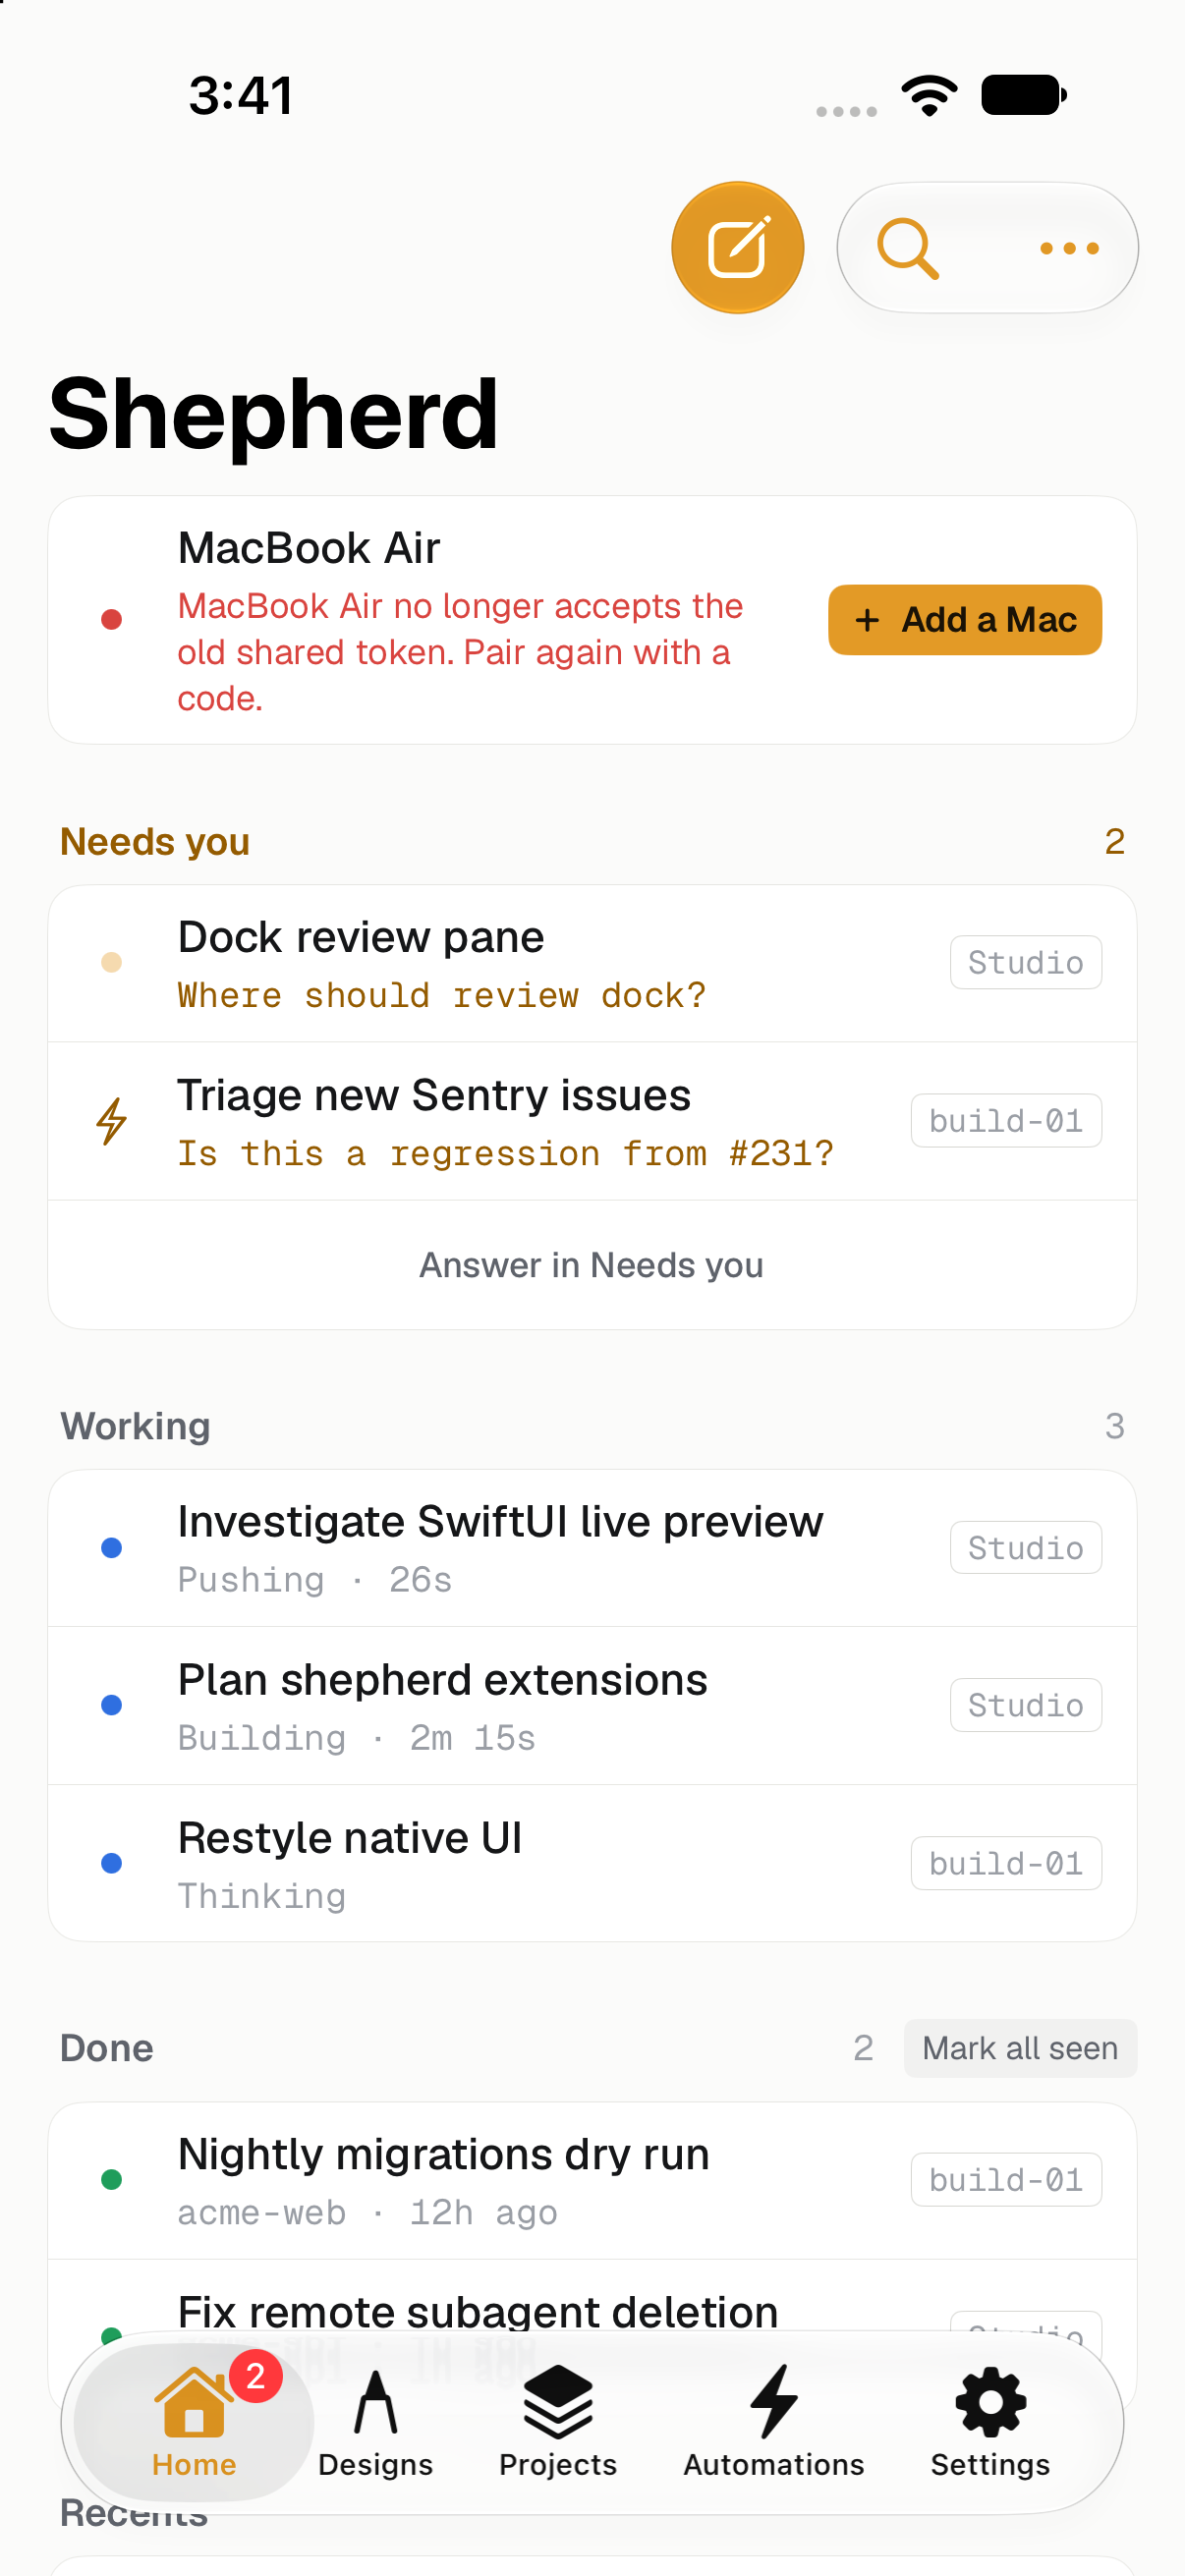 3:41
Shepherd
MacBook Air
MacBook Air no longer accepts the
old shared token. Pair again with a
code.
+ Add a Mac
Needs you 2
Dock review pane
Where should review dock?
Studio
Triage new Sentry issues
Is this a regression from #231?
build-01
Answer in Needs you
Working 3
Investigate SwiftUI live preview
Pushing · 26s
Studio
Plan shepherd extensions
Building · 2m 15s
Studio
Restyle native UI
Thinking
build-01
Done 2 Mark all seen
Nightly migrations dry run
acme-web · 12h ago
build-01
Fix remote subagent deletion
Studio
2
Home Designs Projects Automations Settings
Recents